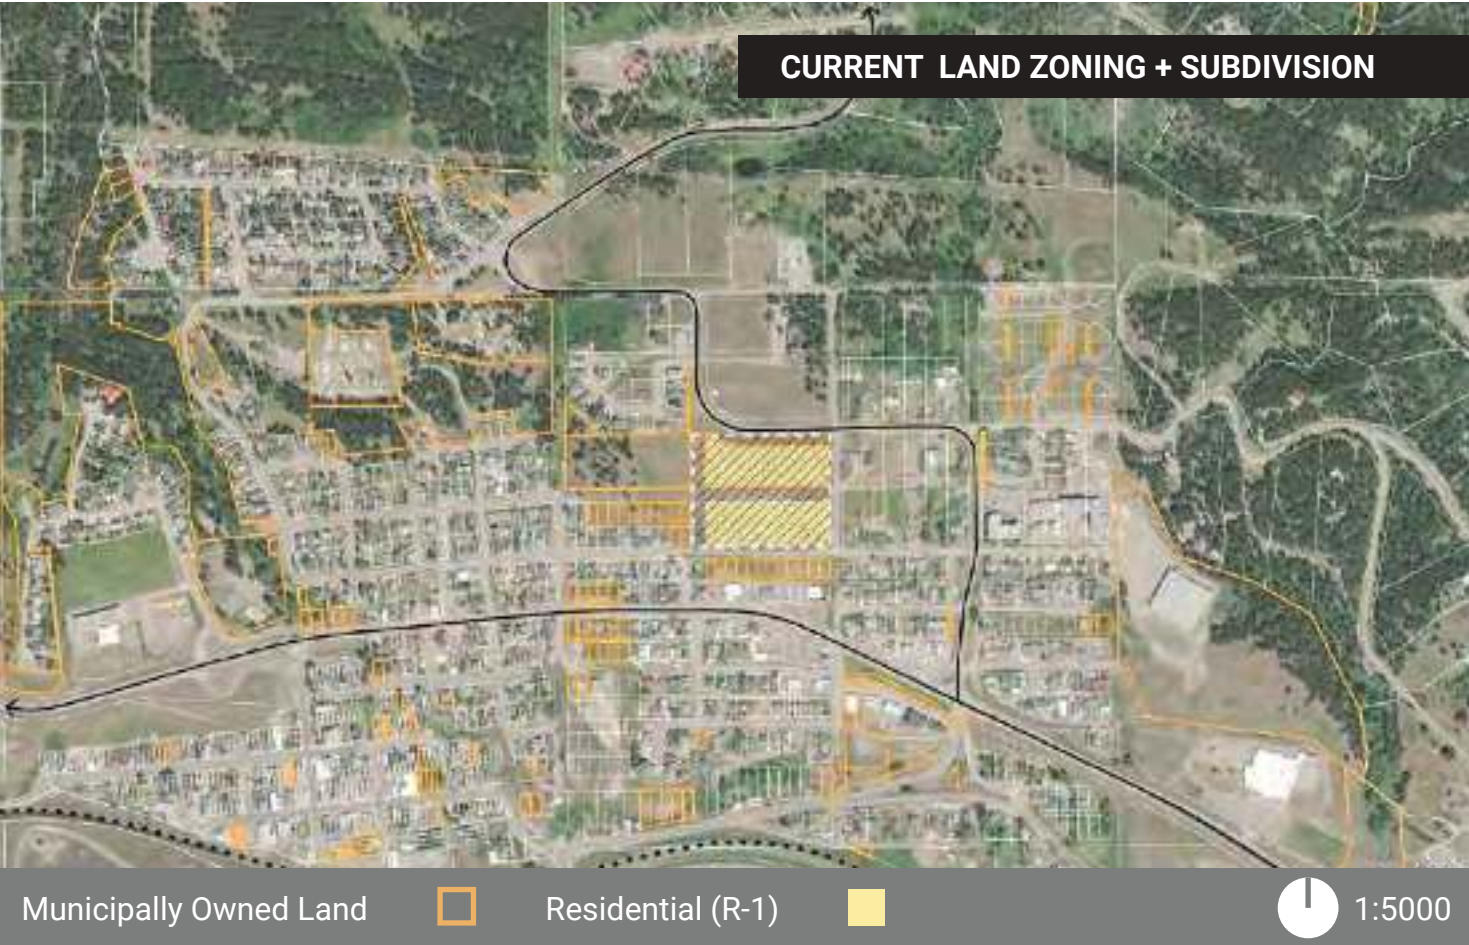 CURRENT LAND ZONING + SUBDIVISION
Municipally Owned Land
Residential (R-1)
1:5000